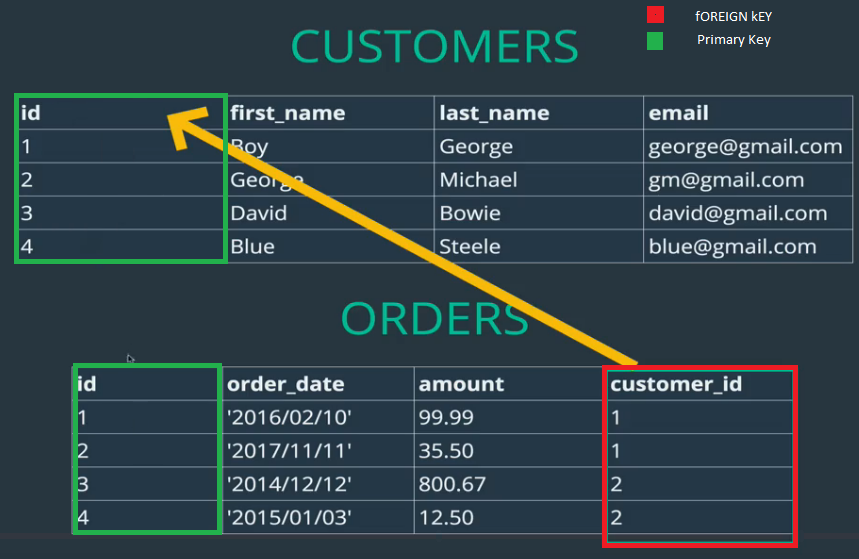 fOREIGN kEY
Primary Key
CUSTOMERS
id first_name last_name email
1 Boy George george@gmail.com
2 George Michael gm@gmail.com
3 David Bowie david@gmail.com
4 Blue Steele blue@gmail.com
ORDERS
id order_date amount customer_id
1 '2016/02/10' 99.99 1
2 '2017/11/11' 35.50 1
3 '2014/12/12' 800.67 2
4 '2015/01/03' 12.50 2